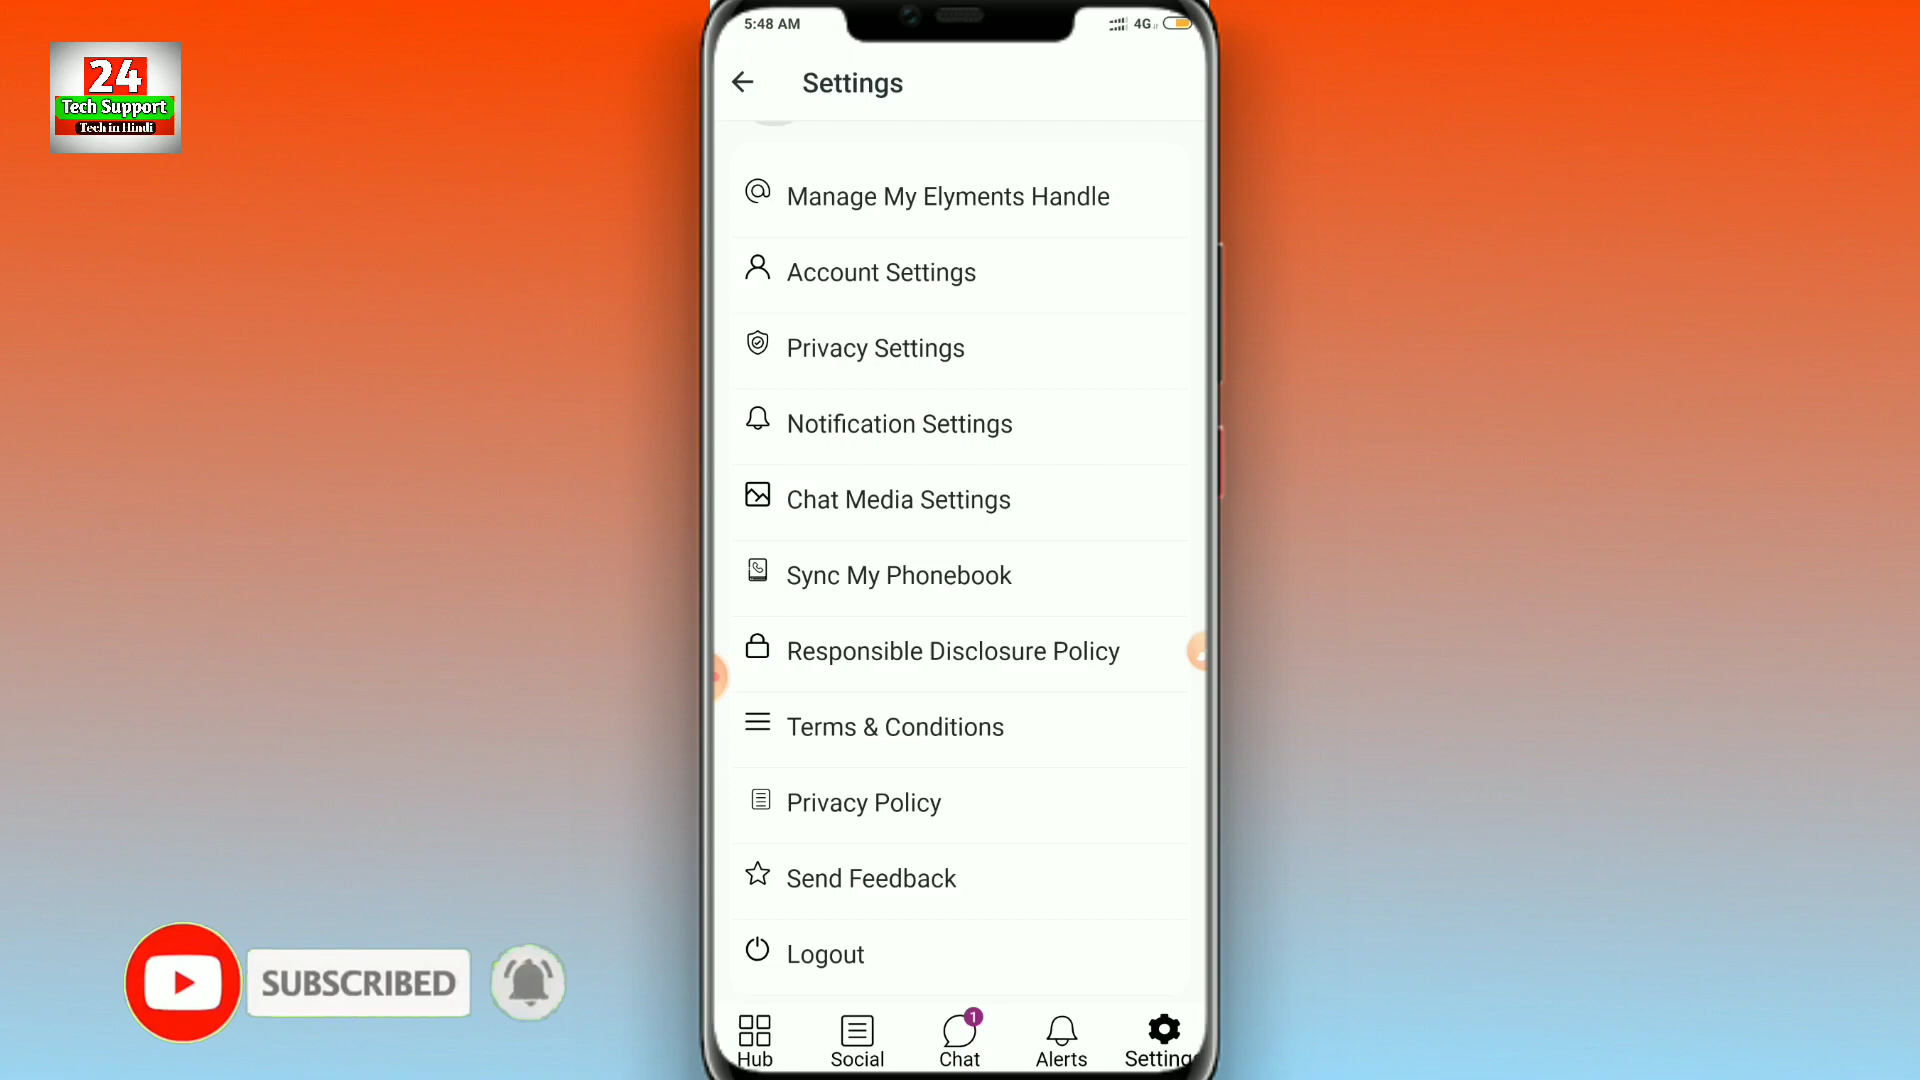 24
Tech Support
Tech in Hindi
5:48 AM
4G
Settings
Manage My Elyments Handle
Account Settings
Privacy Settings
Notification Settings
Chat Media Settings
Sync My Phonebook
Responsible Disclosure Policy
Terms & Conditions
Privacy Policy
Send Feedback
Logout
SUBSCRIBED
1
Hub
Social
Chat
Alerts
Setting